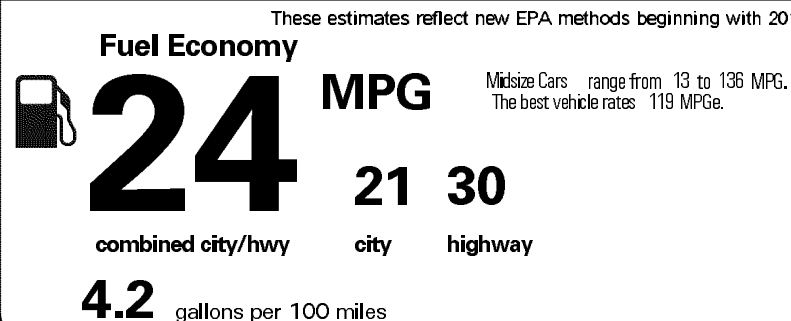 These estimates reflect new EPA methods beginning with 20
Fuel Economy
24 MPG
Midsize Cars range from 13 to 136 MPG.
The best vehicle rates 119 MPGe.
21 30
combined city/hwy city highway
4.2 gallons per 100 miles